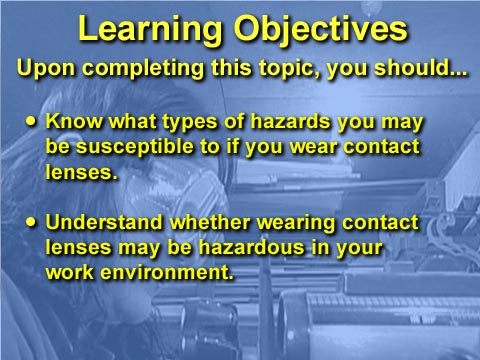 Learning Objectives
Upon completing this topic, you should...
• Know what types of hazards you may
be susceptible to if you wear contact
lenses.
• Understand whether wearing contact
lenses may be hazardous in your
work environment.